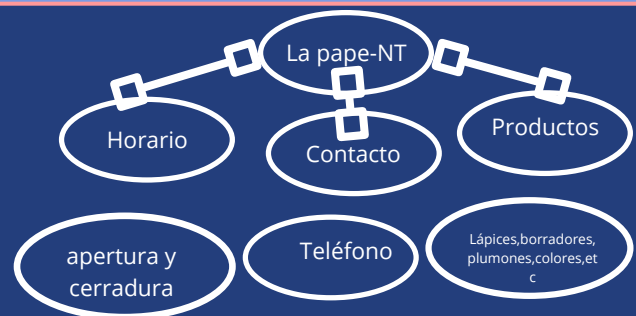 La pape-NT
Horario
Contacto
Productos
apertura y
cerradura
Teléfono
Lápices,borradores,
plumones,colores,et
c